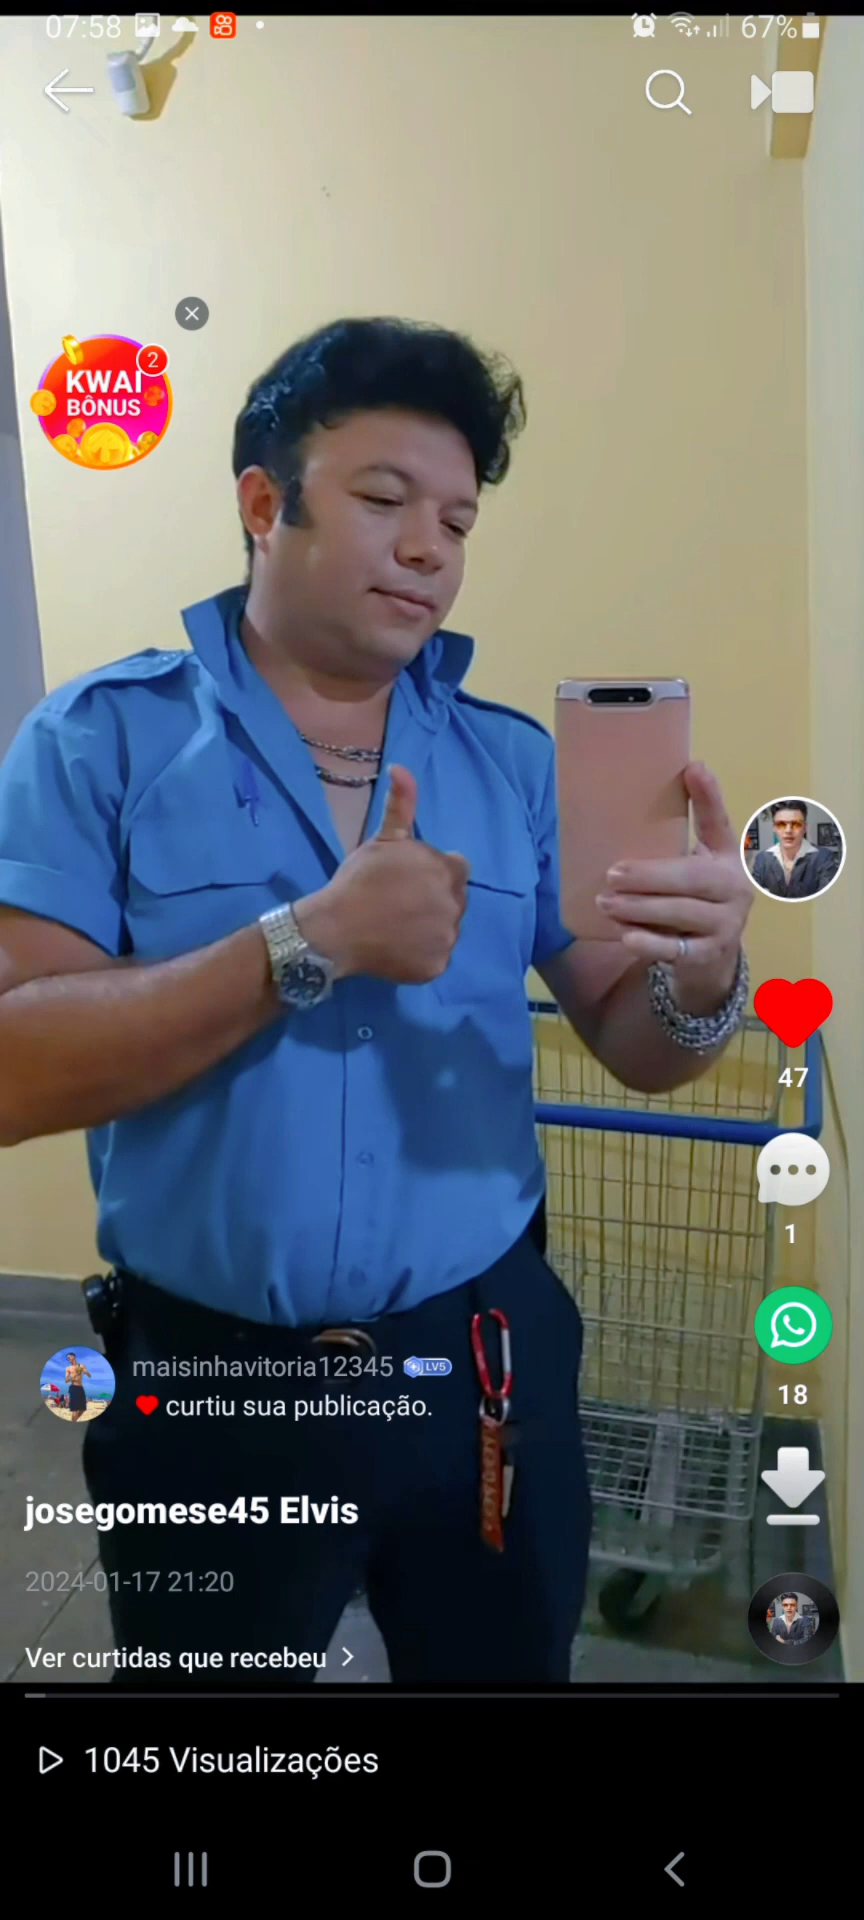 07:58
67%
2
KWAI
BÔNUS
47
1
maisinhavitoria12345 LV5
curtiu sua publicação.
18
josegomese45 Elvis
2024-01-17 21:20
Ver curtidas que recebeu
1045 Visualizações